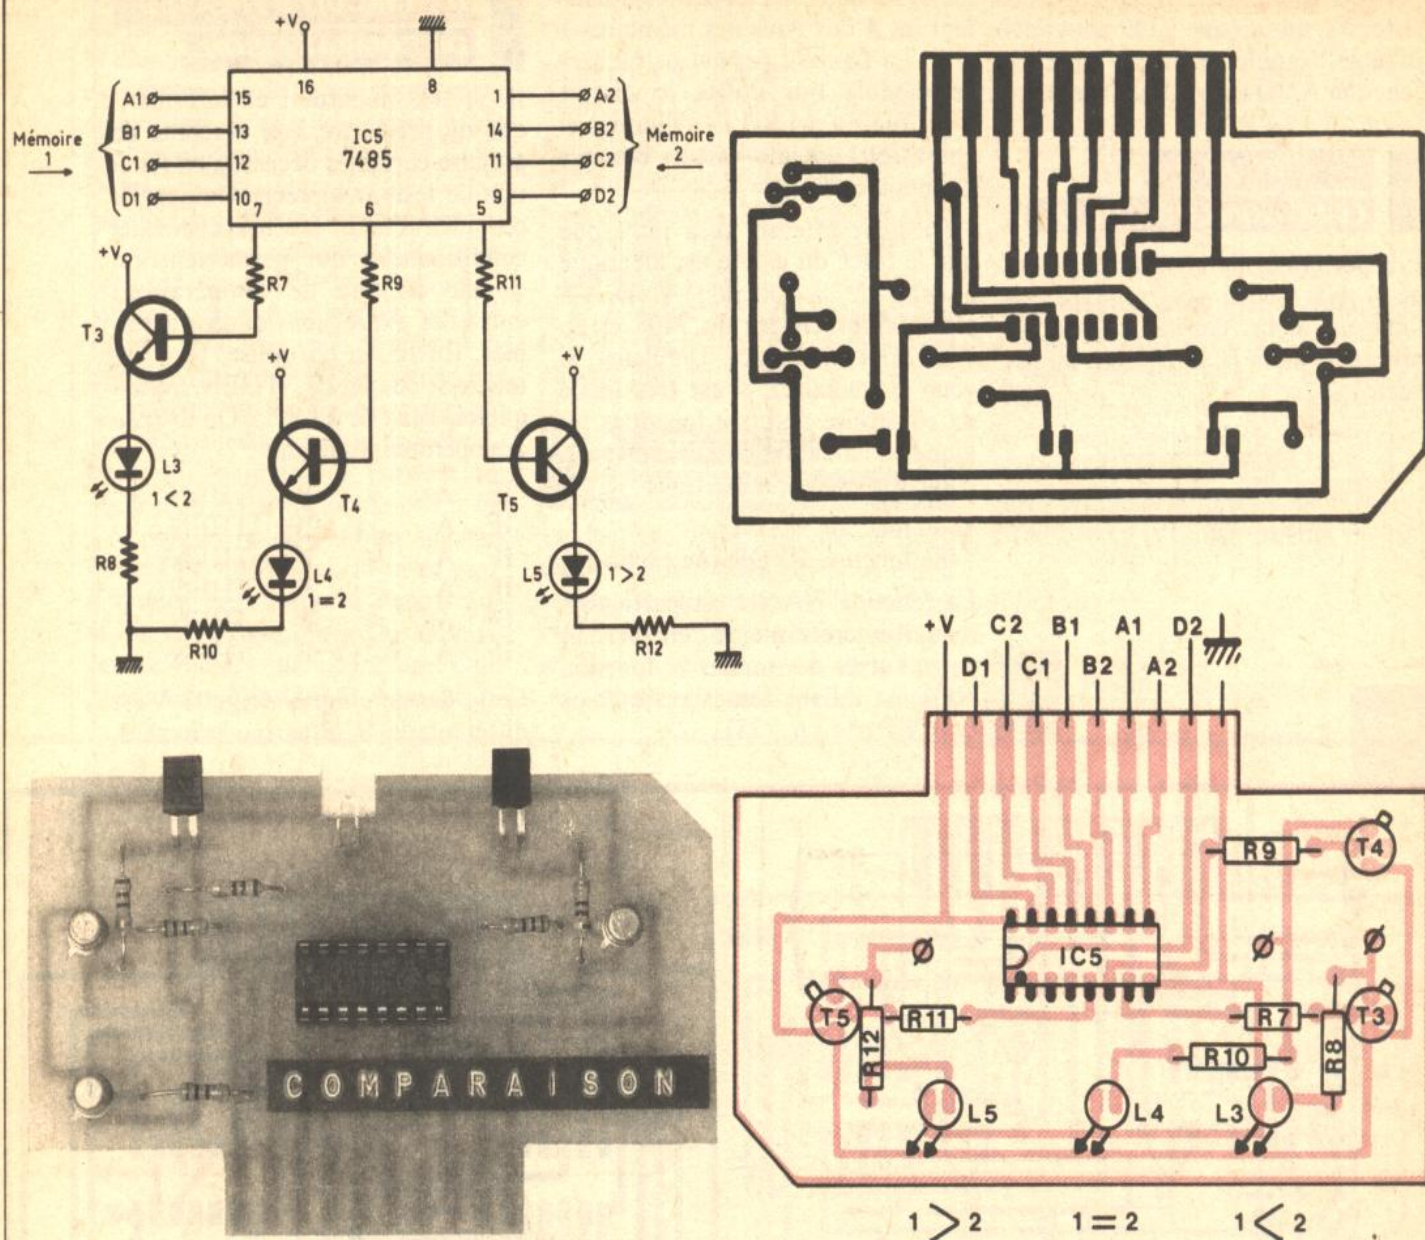 +V
16
8
A1 15
B1 13
C1 12
D1 10
Mémoire
1
IC5
7485
1 A2
14 B2
11 C2
9 D2
Mémoire
2
7
6
5
+V
R7
R9
R11
T3
+V
+V
L3
1<2
T4
T5
R8
L4
1=2
L5
1>2
R10
R12
+V C2 B1 A1 D2
D1 C1 B2 A2
R9
T4
IC5
T5
R11
R7
T3
R12
R10
R8
L5
L4
L3
COMPARAISON
1>2
1=2
1<2